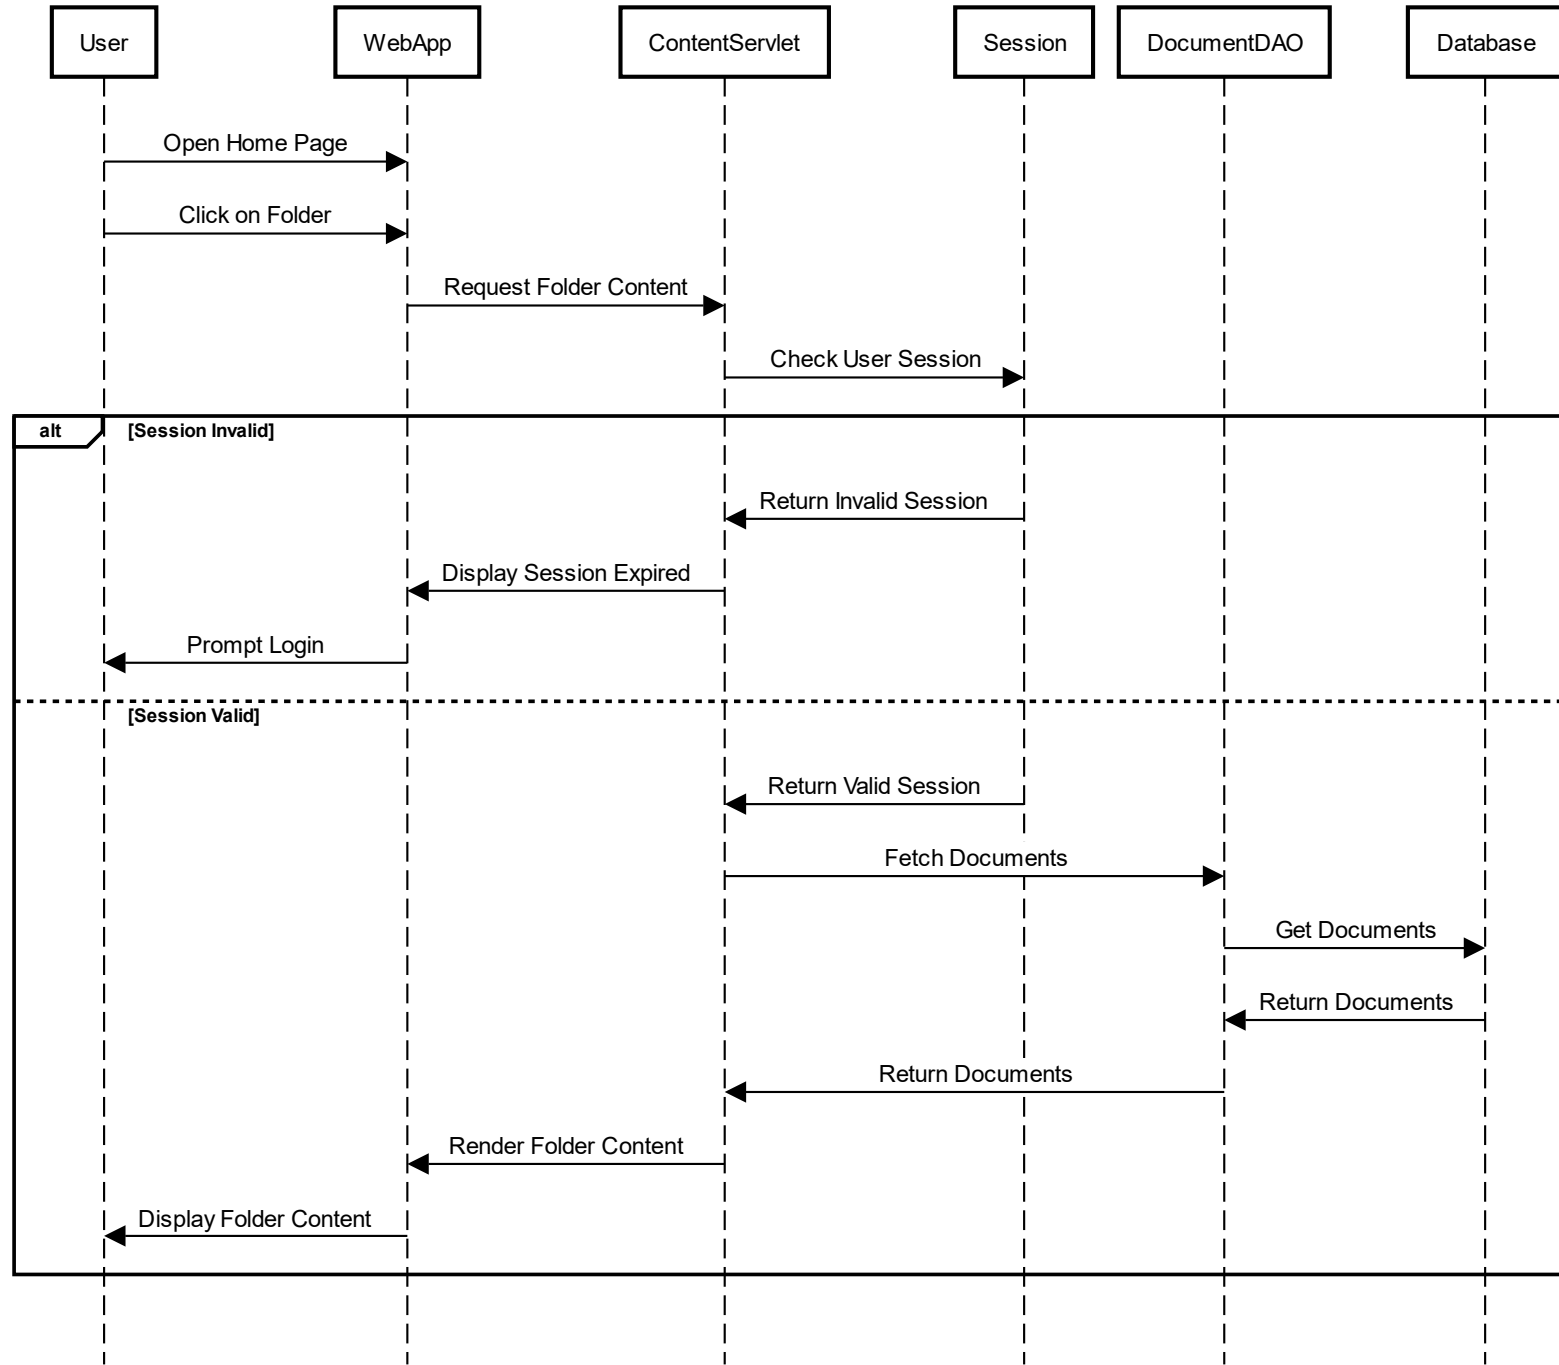 User
WebApp
ContentServlet
Session
DocumentDAO
Database
Open Home Page
Click on Folder
Request Folder Content
Check User Session
alt
[Session Invalid]
Return Invalid Session
Display Session Expired
Prompt Login
[Session Valid]
Return Valid Session
Fetch Documents
Get Documents
Return Documents
Return Documents
Render Folder Content
Display Folder Content